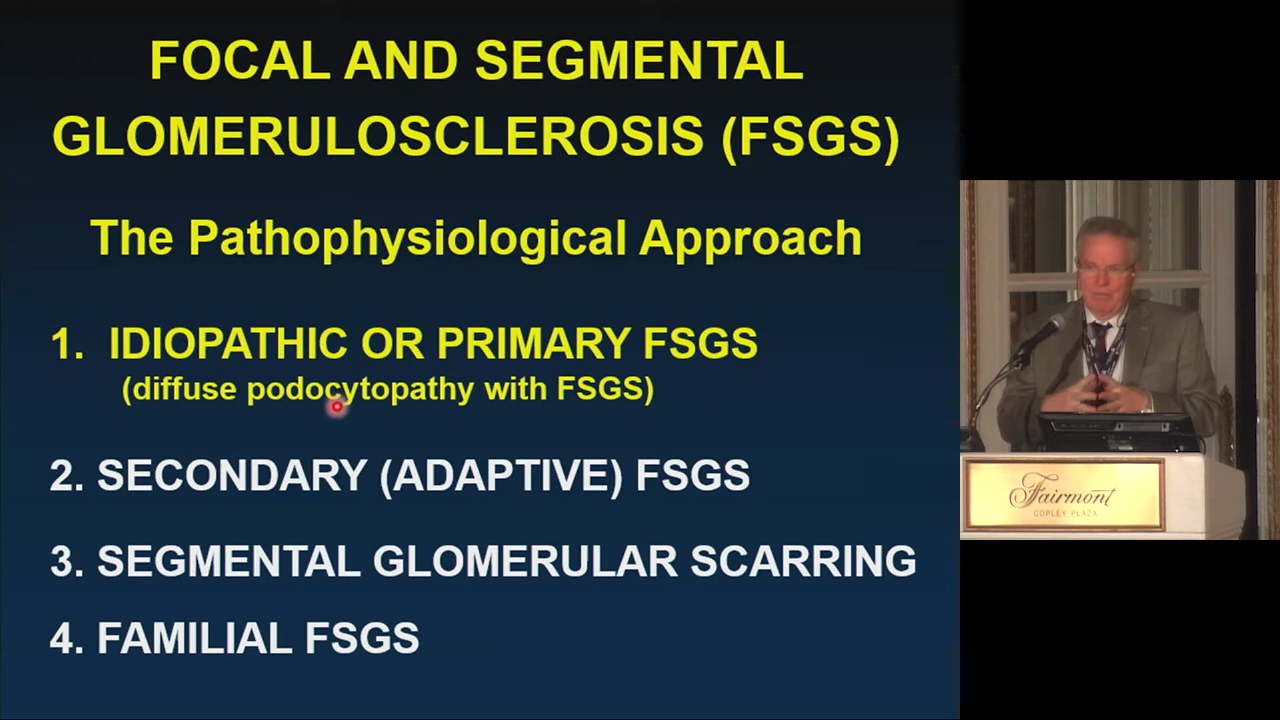 FOCAL AND SEGMENTAL
GLOMERULOSCLEROSIS (FSGS)
The Pathophysiological Approach
1. IDIOPATHIC OR PRIMARY FSGS
(diffuse podocytopathy with FSGS)
2. SECONDARY (ADAPTIVE) FSGS
3. SEGMENTAL GLOMERULAR SCARRING
4. FAMILIAL FSGS
Fairmont
COPLEY PLAZA